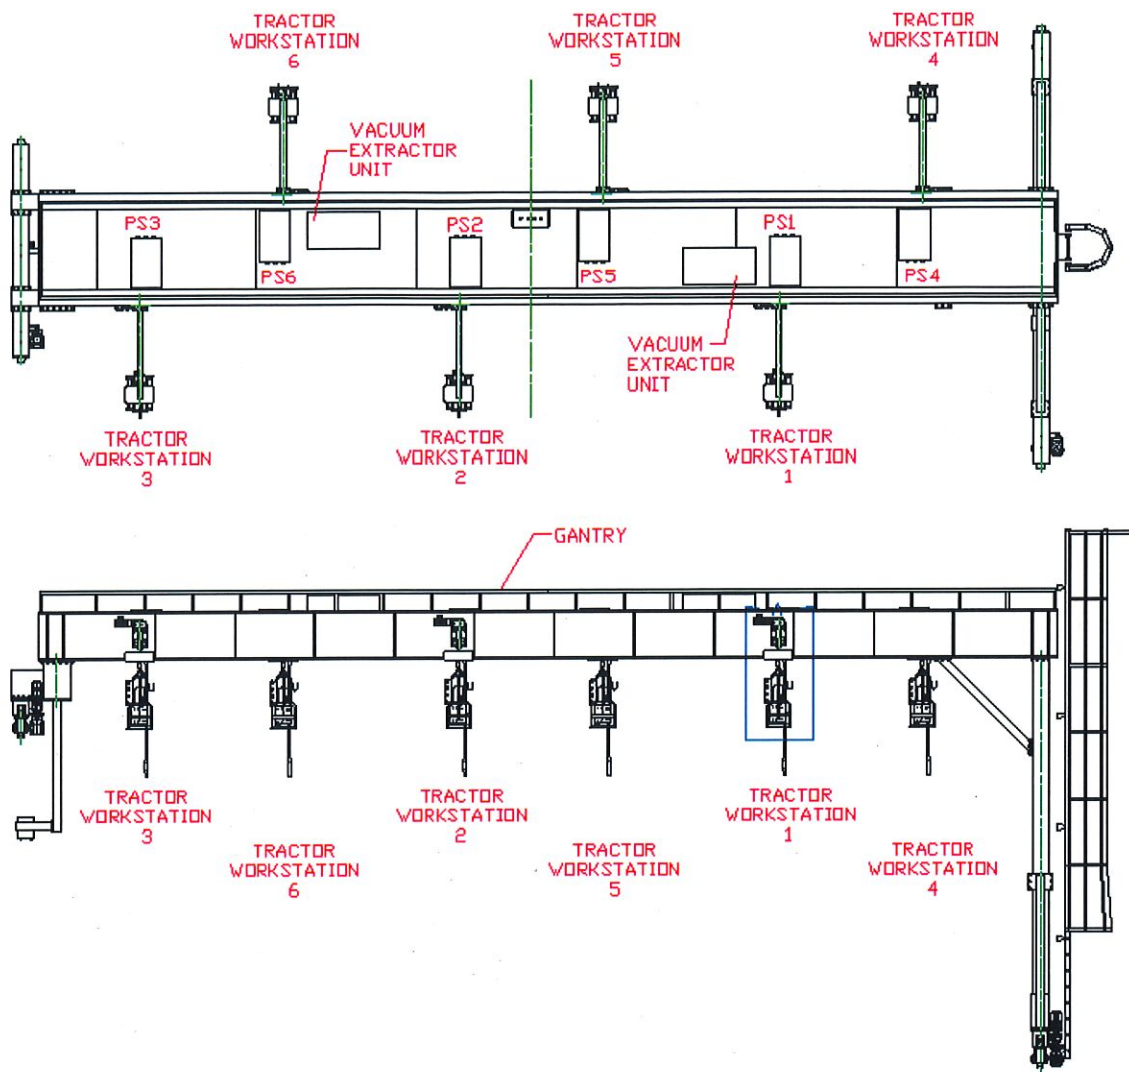 TRACTOR
WORKSTATION
6
TRACTOR
WORKSTATION
5
TRACTOR
WORKSTATION
4
VACUUM
EXTRACTOR
UNIT
PS3
PS6
PS2
PS5
PS1
PS4
VACUUM
EXTRACTOR
UNIT
TRACTOR
WORKSTATION
3
TRACTOR
WORKSTATION
2
TRACTOR
WORKSTATION
1
GANTRY
TRACTOR
WORKSTATION
3
TRACTOR
WORKSTATION
2
TRACTOR
WORKSTATION
1
TRACTOR
WORKSTATION
6
TRACTOR
WORKSTATION
5
TRACTOR
WORKSTATION
4